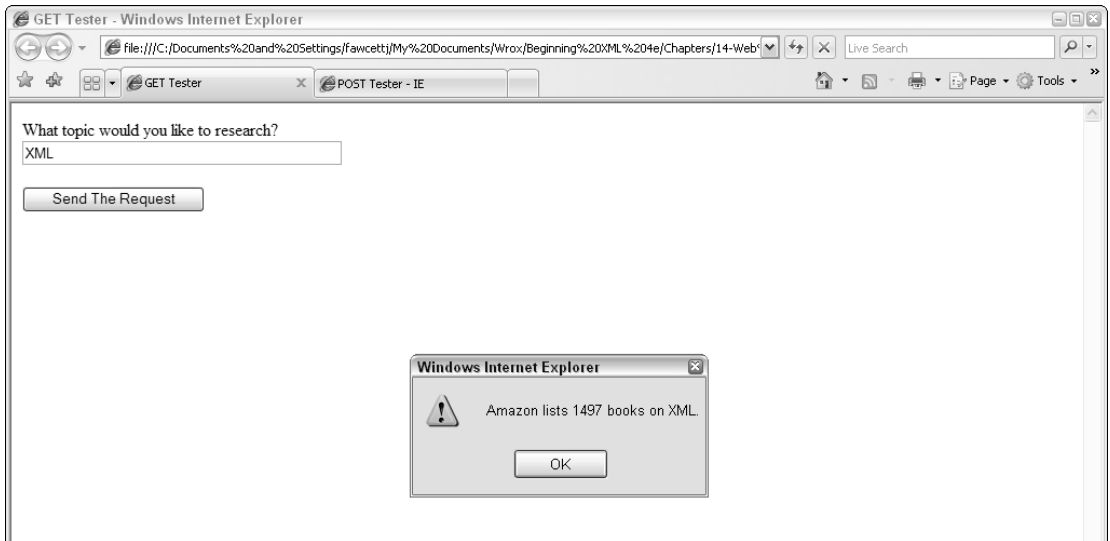 GET Tester - Windows Internet Explorer
file:///C:/Documents%20and%20Settings/fawcettj/My%20Documents/Wrox/Beginning%20XML%204e/Chapters/14-Web
Live Search
GET Tester
POST Tester - IE
Page
Tools
»
What topic would you like to research?
XML
Send The Request
Windows Internet Explorer
Amazon lists 1497 books on XML.
OK